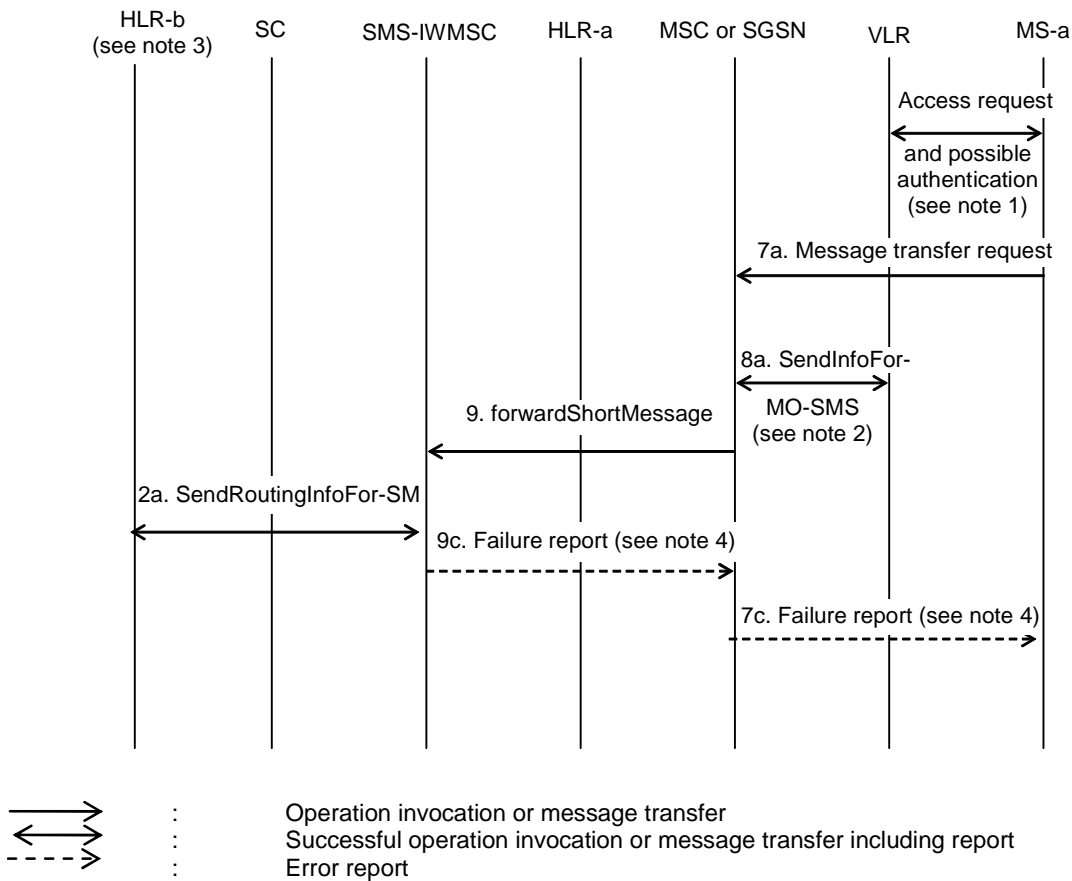 HLR-b
(see note 3)
SC
SMS-IWMSC
HLR-a
MSC or SGSN
VLR
MS-a
Access request
and possible
authentication
(see note 1)
7a. Message transfer request
8a. SendInfoFor-
MO-SMS
(see note 2)
9. forwardShortMessage
2a. SendRoutingInfoFor-SM
9c. Failure report (see note 4)
7c. Failure report (see note 4)
: Operation invocation or message transfer
: Successful operation invocation or message transfer including report
: Error report